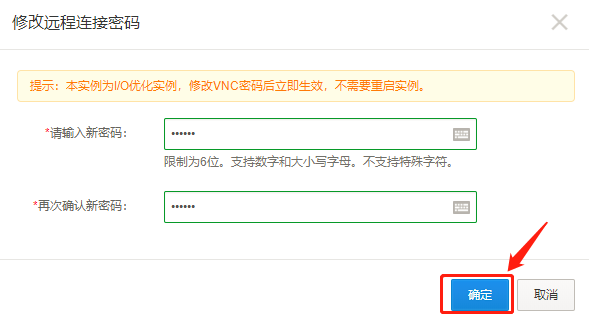 修改远程连接密码
提示：本实例为I/O优化实例，修改VNC密码后立即生效，不需要重启实例。
*请输入新密码：
••••••
限制为6位。支持数字和大小写字母。不支持特殊字符。
*再次确认新密码：
••••••
确定 取消